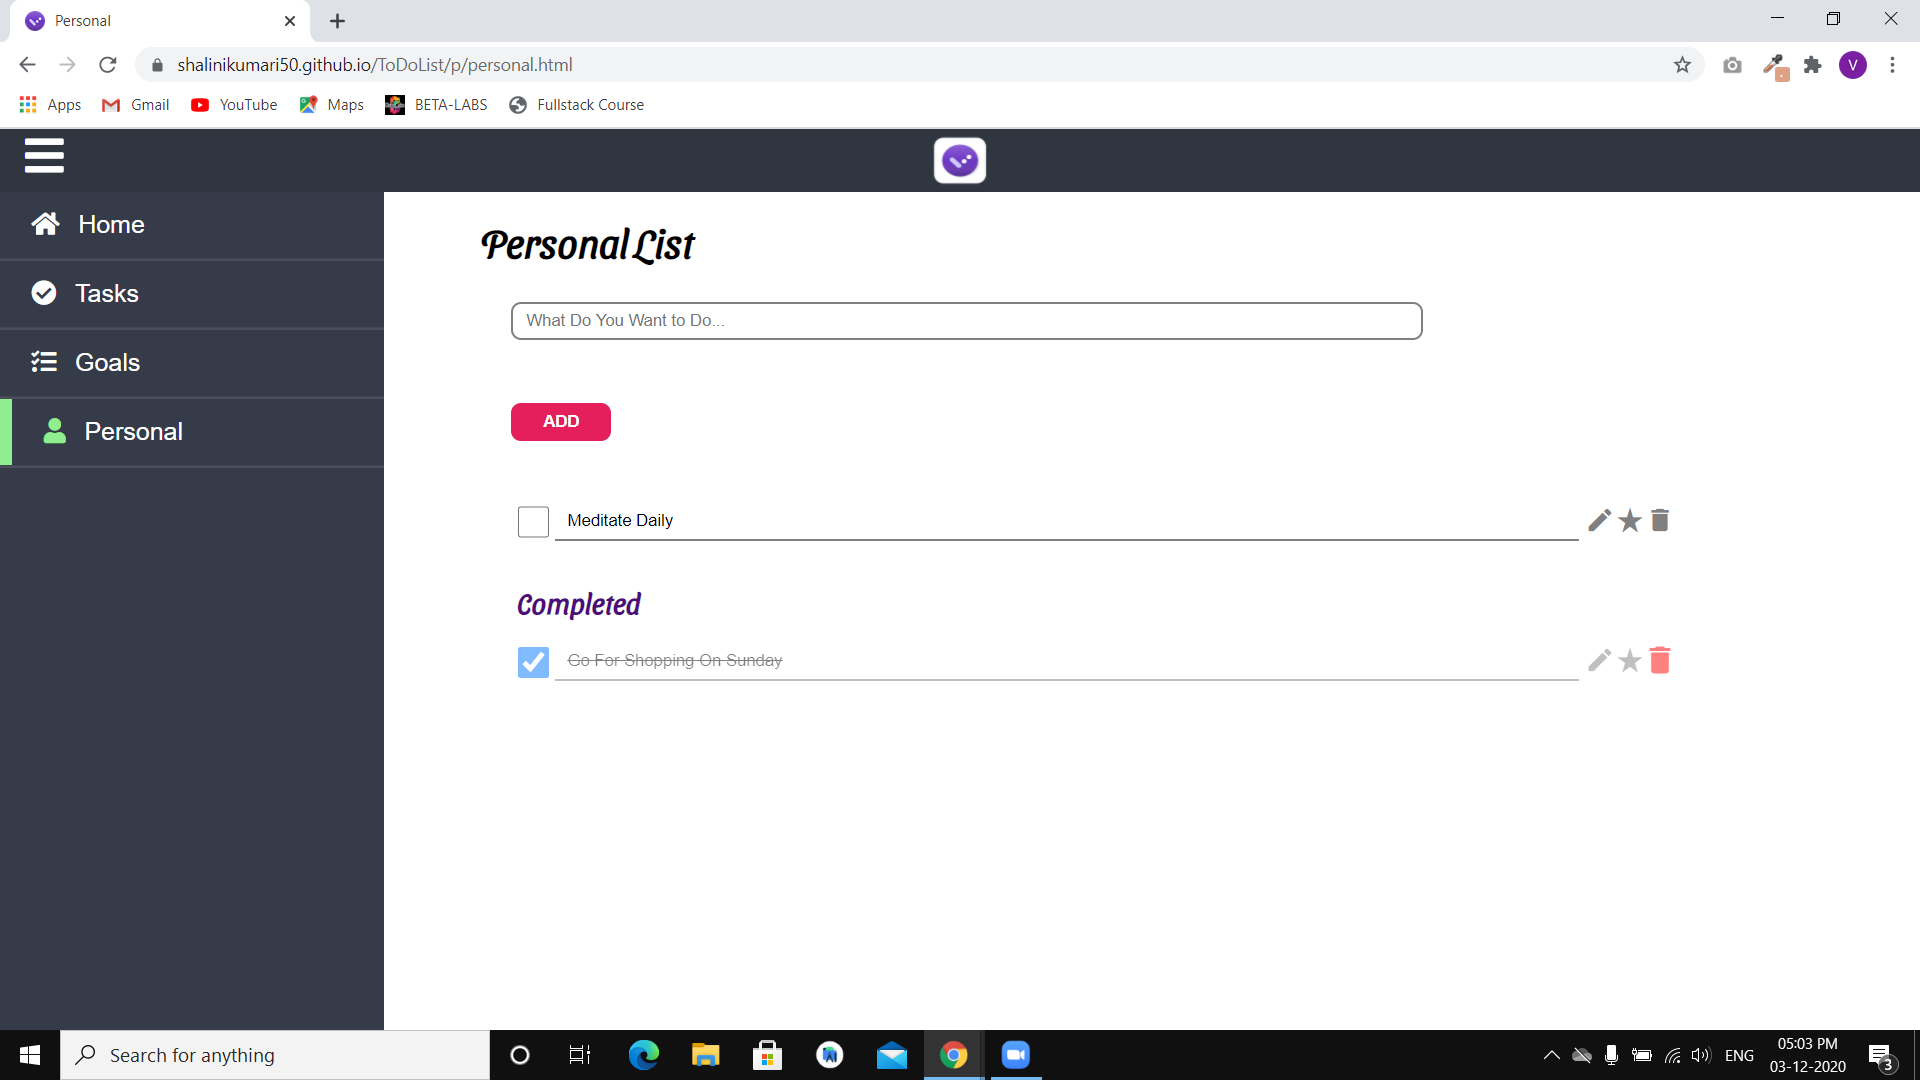 Personal
shalinikumari50.github.io/ToDoList/p/personal.html
V
Apps Gmail YouTube Maps BETA-LABS Fullstack Course
Home
Tasks
Goals
Personal
Personal List
What Do You Want to Do...
ADD
Meditate Daily
Completed
Go For Shopping On Sunday
Search for anything
ENG
05:03 PM
03-12-2020
3